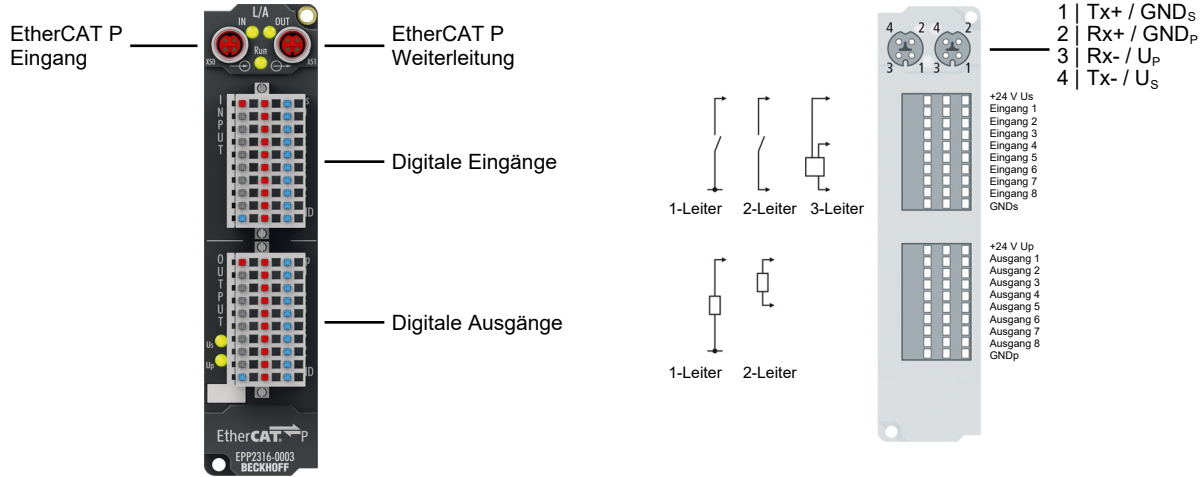 EtherCAT P
Eingang
L/A
IN OUT
Run
X50 X51
EtherCAT P
Weiterleitung
INPUT
Digitale Eingänge
OUTPUT
Us
Up
Digitale Ausgänge
EtherCAT P
EPP2316-0003
BECKHOFF
1-Leiter 2-Leiter 3-Leiter
1-Leiter 2-Leiter
4 2 4 2
3 1 3 1
1 | Tx+ / GNDS
2 | Rx+ / GNDP
3 | Rx- / UP
4 | Tx- / US
+24 V Us
Eingang 1
Eingang 2
Eingang 3
Eingang 4
Eingang 5
Eingang 6
Eingang 7
Eingang 8
GNDs
+24 V Up
Ausgang 1
Ausgang 2
Ausgang 3
Ausgang 4
Ausgang 5
Ausgang 6
Ausgang 7
Ausgang 8
GNDp